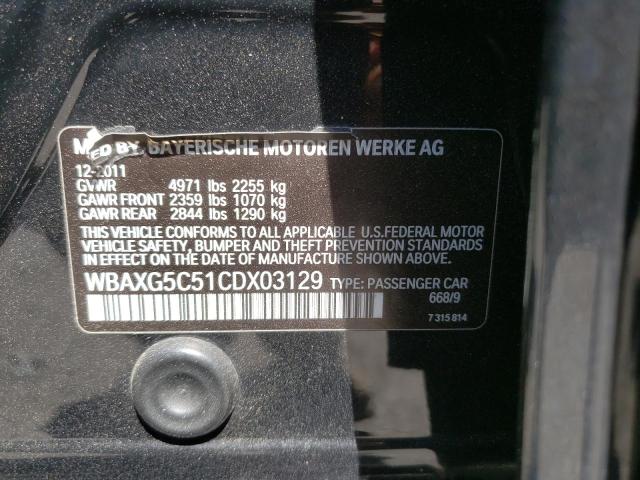 MFD BY BAYERISCHE MOTOREN WERKE AG
12-2011
GVWR 4971 lbs 2255 kg
GAWR FRONT 2359 lbs 1070 kg
GAWR REAR 2844 lbs 1290 kg
THIS VEHICLE CONFORMS TO ALL APPLICABLE U.S.FEDERAL MOTOR
VEHICLE SAFETY, BUMPER AND THEFT PREVENTION STANDARDS
IN EFFECT ON THE DATE OF MANUFACTURE SHOWN ABOVE.
WBAXG5C51CDX03129 TYPE: PASSENGER CAR
668/9
7 315 814